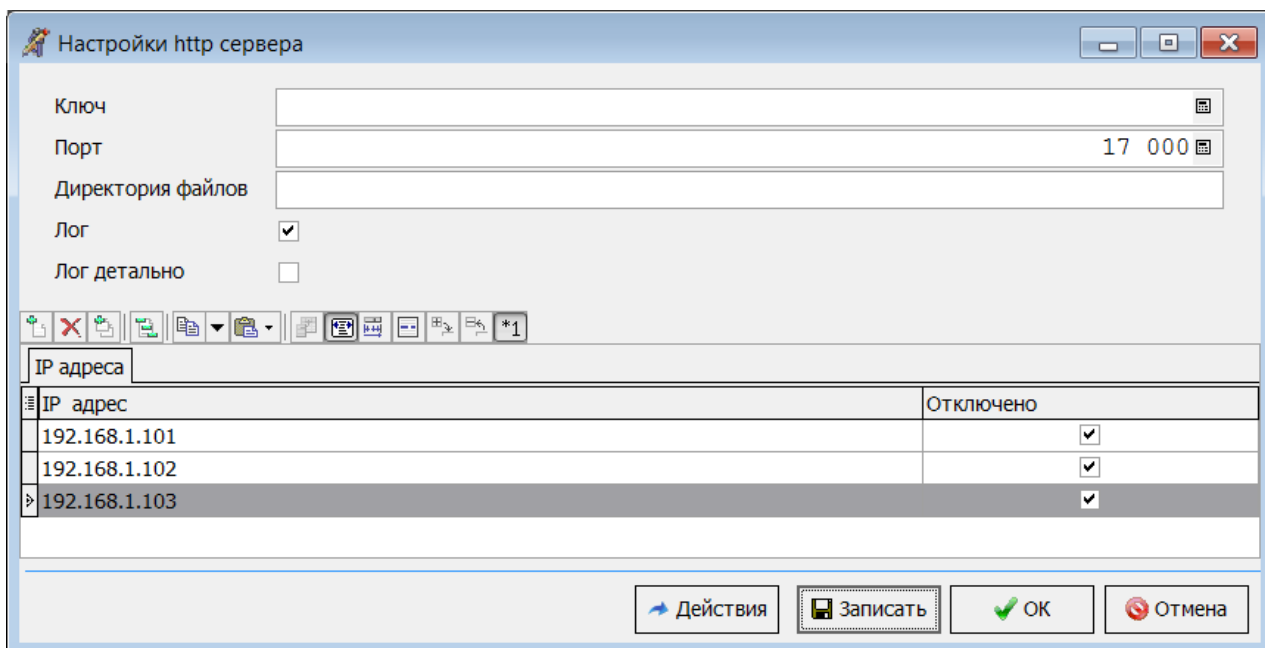 Настройки http сервера
Ключ
Порт 17 000
Директория файлов
Лог
Лог детально
*1
IP адреса
IP адрес Отключено
192.168.1.101
192.168.1.102
192.168.1.103
Действия Записать ОК Отмена